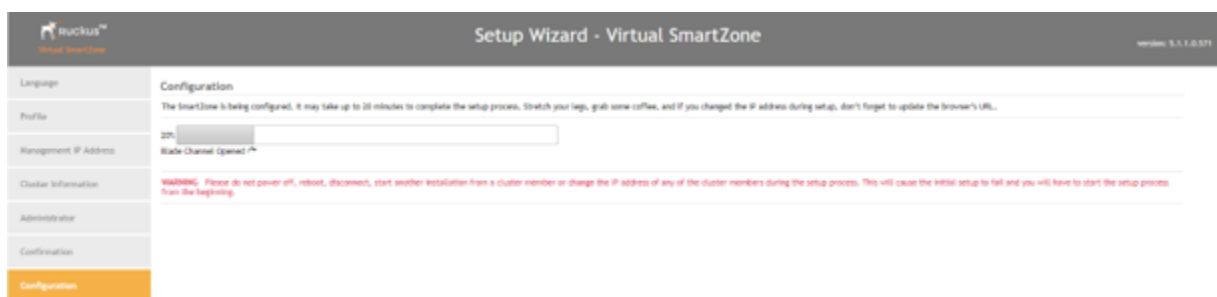 Ruckus™
Virtual SmartZone
Setup Wizard - Virtual SmartZone
version: 5.1.1.0.571
Language
Profile
Management IP Address
Cluster Information
Administrator
Confirmation
Configuration
Configuration
The SmartZone is being configured. It may take up to 20 minutes to complete the setup process. Stretch your legs, grab some coffee, and if you changed the IP address during setup, don't forget to update the browser's URL.
20%
Blade Channel Opened
WARNING: Please do not power off, reboot, disconnect, start another installation from a cluster member or change the IP address of any of the cluster members during the setup process. This will cause the initial setup to fail and you will have to start the setup process
from the beginning.